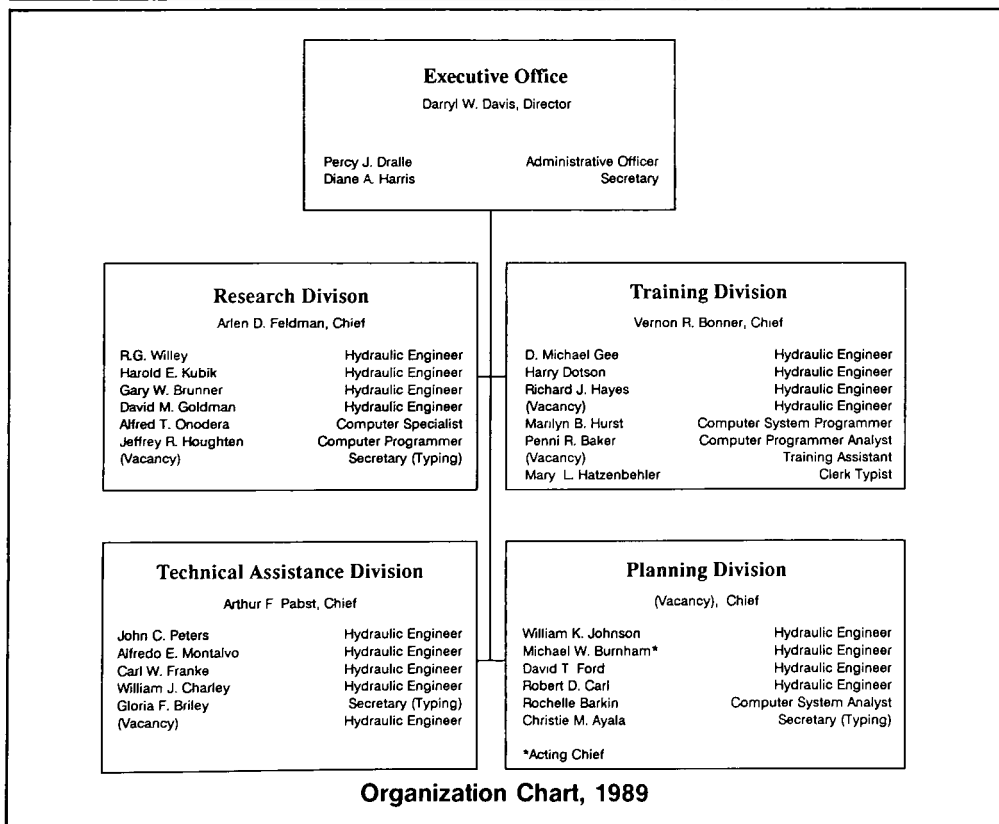 Executive Office
Darryl W. Davis, Director
Percy J. Dralle Administrative Officer
Diane A. Harris Secretary
Research Divison
Arlen D. Feldman, Chief
R.G. Willey Hydraulic Engineer
Harold E. Kubik Hydraulic Engineer
Gary W. Brunner Hydraulic Engineer
David M. Goldman Hydraulic Engineer
Alfred T. Onodera Computer Specialist
Jeffrey R. Houghten Computer Programmer
(Vacancy) Secretary (Typing)
Training Division
Vernon R. Bonner, Chief
D. Michael Gee Hydraulic Engineer
Harry Dotson Hydraulic Engineer
Richard J. Hayes Hydraulic Engineer
(Vacancy) Hydraulic Engineer
Marilyn B. Hurst Computer System Programmer
Penni R. Baker Computer Programmer Analyst
(Vacancy) Training Assistant
Mary L. Hatzenbehler Clerk Typist
Technical Assistance Division
Arthur F Pabst, Chief
John C. Peters Hydraulic Engineer
Alfredo E. Montalvo Hydraulic Engineer
Carl W. Franke Hydraulic Engineer
William J. Charley Hydraulic Engineer
Gloria F. Briley Secretary (Typing)
(Vacancy) Hydraulic Engineer
Planning Division
(Vacancy), Chief
William K. Johnson Hydraulic Engineer
Michael W. Burnham* Hydraulic Engineer
David T Ford Hydraulic Engineer
Robert D. Carl Hydraulic Engineer
Rochelle Barkin Computer System Analyst
Christie M. Ayala Secretary (Typing)
*Acting Chief
Organization Chart, 1989